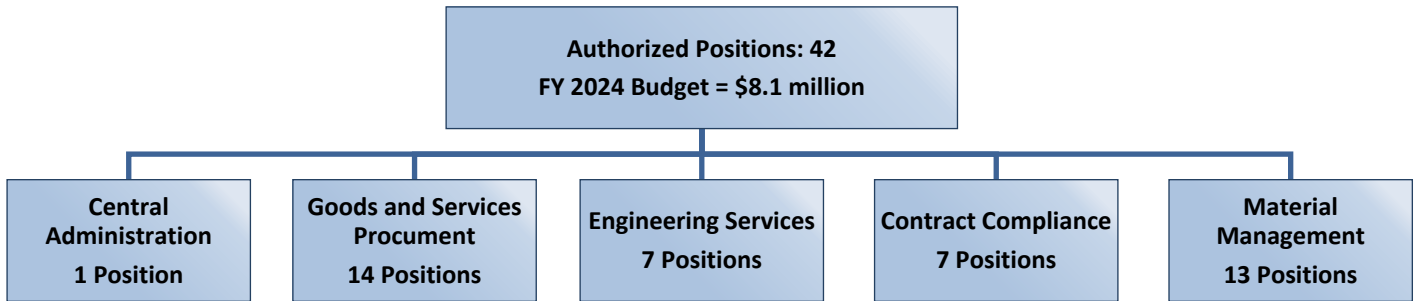 Authorized Positions: 42
FY 2024 Budget = $8.1 million
Central
Administration
1 Position
Goods and Services
Procument
14 Positions
Engineering Services
7 Positions
Contract Compliance
7 Positions
Material
Management
13 Positions